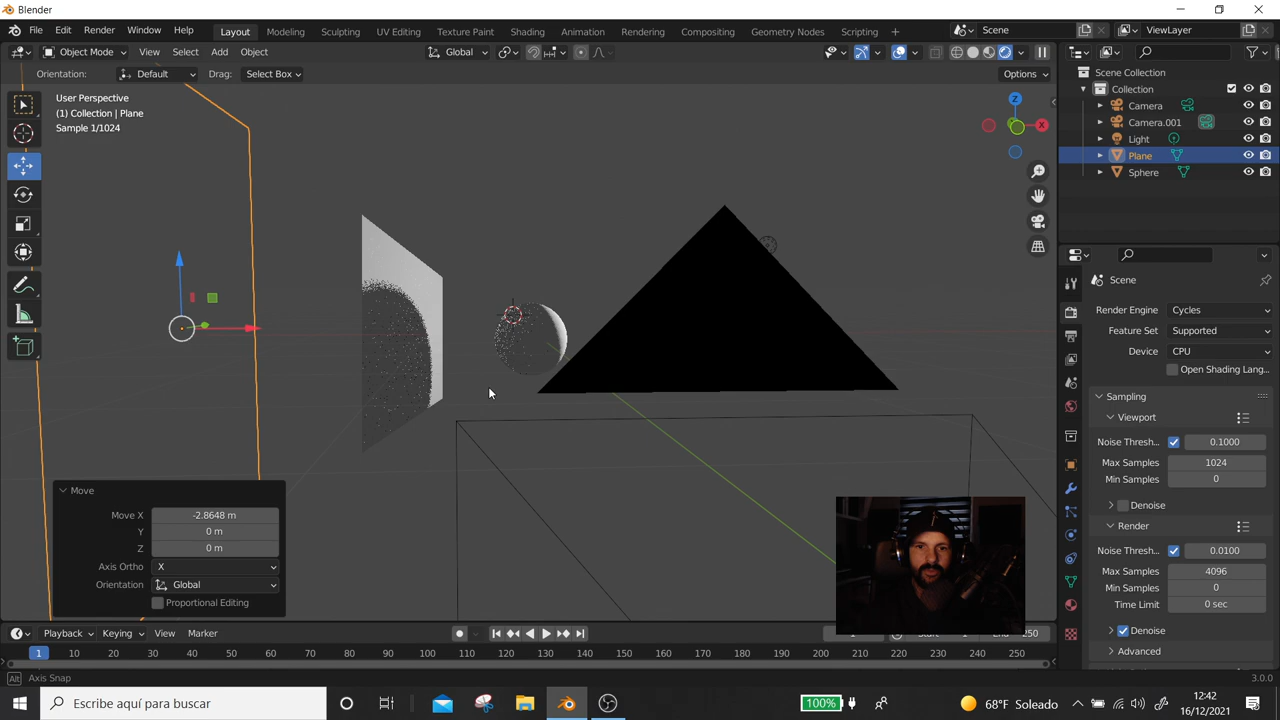 Blender
File Edit Render Window Help Layout Modeling Sculpting UV Editing Texture Paint Shading Animation Rendering Compositing Geometry Nodes Scripting + Scene ViewLayer
Object Mode View Select Add Object Global
Orientation: Default Drag: Select Box Options
User Perspective
(1) Collection | Plane
Sample 1/1024
Z
X
Scene Collection
Collection
Camera
Camera.001
Light
Plane
Sphere
Scene
Render Engine Cycles
Feature Set Supported
Device CPU
Open Shading Lang...
Sampling
Viewport
Noise Thresh... 0.1000
Max Samples 1024
Min Samples 0
Denoise
Render
Noise Thresh... 0.0100
Max Samples 4096
Min Samples 0
Time Limit 0 sec
Denoise
Advanced
Move
Move X -2.8648 m
Y 0 m
Z 0 m
Axis Ortho X
Orientation Global
Proportional Editing
Playback Keying View Marker
1 10 20 30 40 50 60 70 80 90 100 110 120 130 140 150 160 170 180 190 200 210 220 230 240 250
Alt Axis Snap 3.0.0
Escribe aquí para buscar 100% 68°F Soleado 12:42
16/12/2021